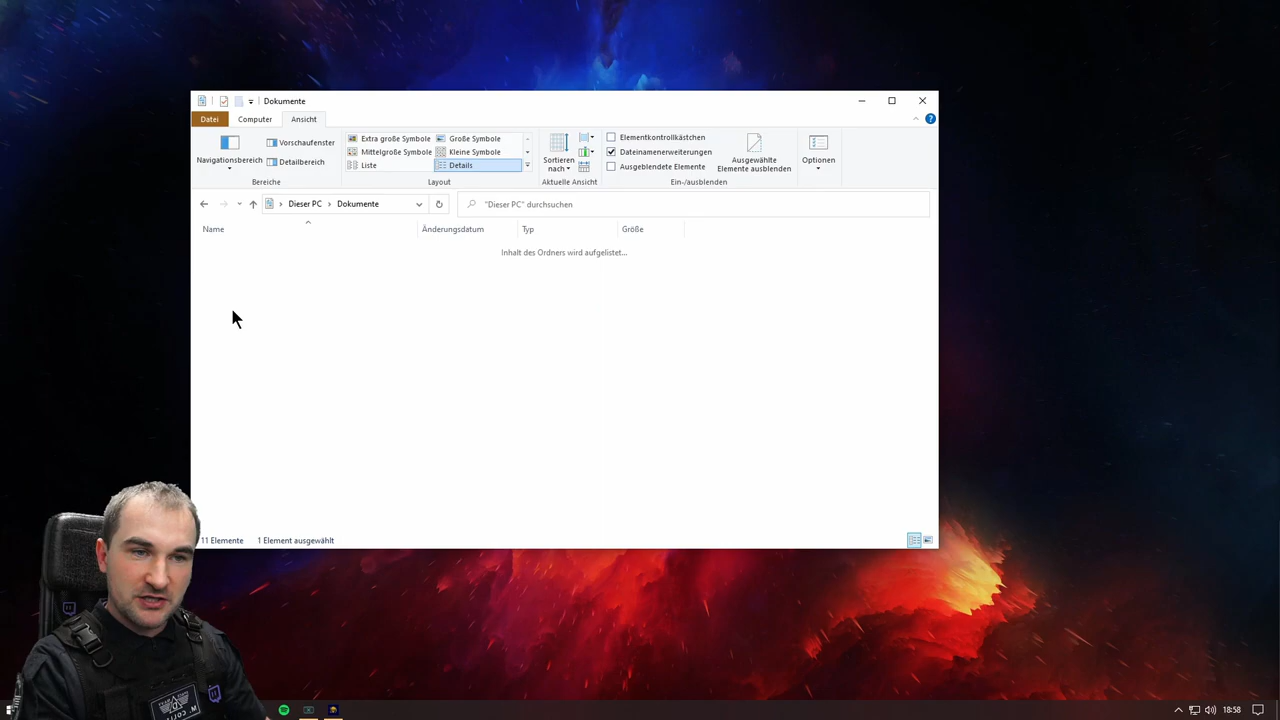 Dokumente
Datei Computer Ansicht
Navigationsbereich
Vorschaufenster
Detailbereich
Bereiche
Extra große Symbole Große Symbole
Mittelgroße Symbole Kleine Symbole
Liste Details
Layout
Sortieren
nach
Aktuelle Ansicht
Elementkontrollkästchen
Dateinamenerweiterungen
Ausgeblendete Elemente
Ausgewählte
Elemente ausblenden
Ein-/ausblenden
Optionen
Dieser PC Dokumente
"Dieser PC" durchsuchen
Name Änderungsdatum Typ Größe
Inhalt des Ordners wird aufgelistet...
11 Elemente 1 Element ausgewählt
18:58